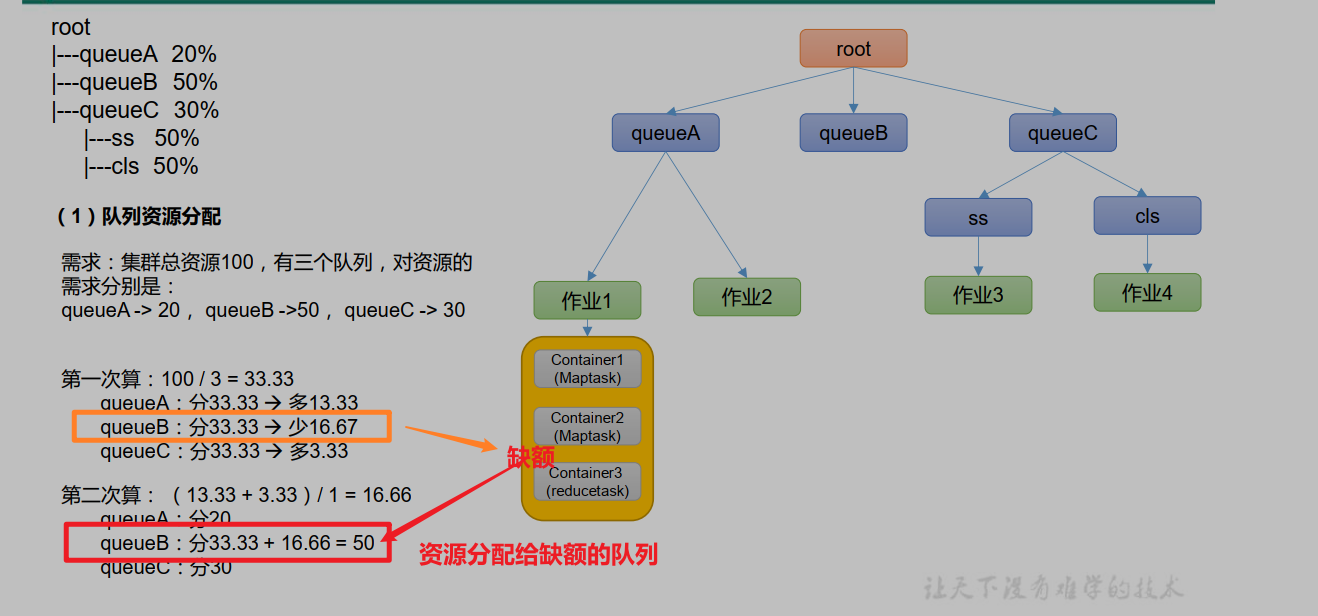 root
|---queueA 20%
|---queueB 50%
|---queueC 30%
|---ss 50%
|---cls 50%
（1）队列资源分配
需求：集群总资源100，有三个队列，对资源的
需求分别是：
queueA -> 20， queueB ->50， queueC -> 30
第一次算：100 / 3 = 33.33
queueA：分33.33 → 多13.33
queueB：分33.33 → 少16.67
queueC：分33.33 → 多3.33
第二次算：（13.33 + 3.33）/ 1 = 16.66
queueA：分20
queueB：分33.33 + 16.66 = 50
queueC：分30
root
queueA
queueB
queueC
ss
cls
作业1
作业2
作业3
作业4
Container1
(Maptask)
Container2
(Maptask)
缺额
Container3
(reducetask)
资源分配给缺额的队列
让天下没有难学的技术